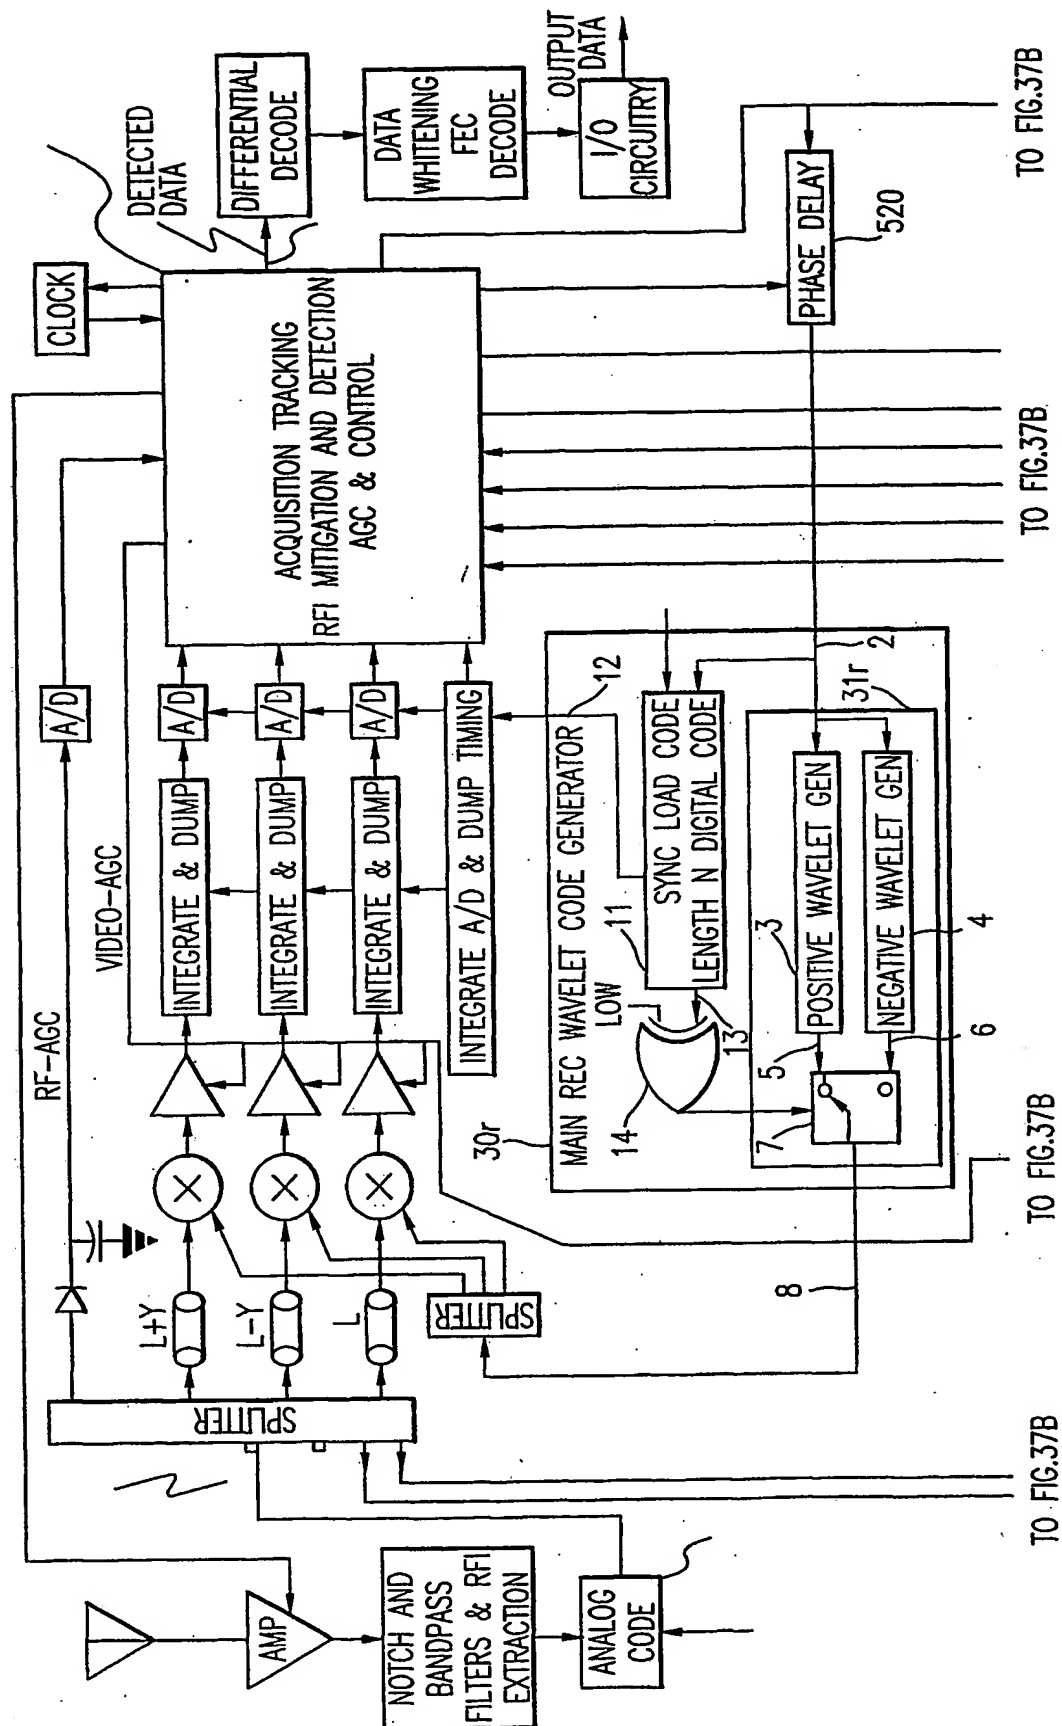 RF-AGC
A/D
CLOCK
VIDEO-AGC
DETECTED
DATA
AMP
NOTCH AND
BANDPASS
FILTERS & RFI
EXTRACTION
ANALOG
CODE
SPLITTER
L+Y
L-Y
L
SPLITTER
INTEGRATE & DUMP
INTEGRATE & DUMP
INTEGRATE & DUMP
INTEGRATE A/D & DUMP TIMING
A/D
A/D
A/D
ACQUISITION TRACKING
RFI MITIGATION AND DETECTION
AGC & CONTROL
DIFFERENTIAL
DECODE
DATA
WHITENING
FEC
DECODE
OUTPUT
DATA
I/O
CIRCUITRY
30r
MAIN REC WAVELET CODE GENERATOR
12
14
LOW
11
13
SYNC LOAD CODE
LENGTH N DIGITAL CODE
2
31r
3
POSITIVE WAVELET GEN
NEGATIVE WAVELET GEN
4
5
6
7
8
PHASE DELAY
520
TO FIG.37B
TO FIG.37B
TO FIG.37B
TO FIG.37B